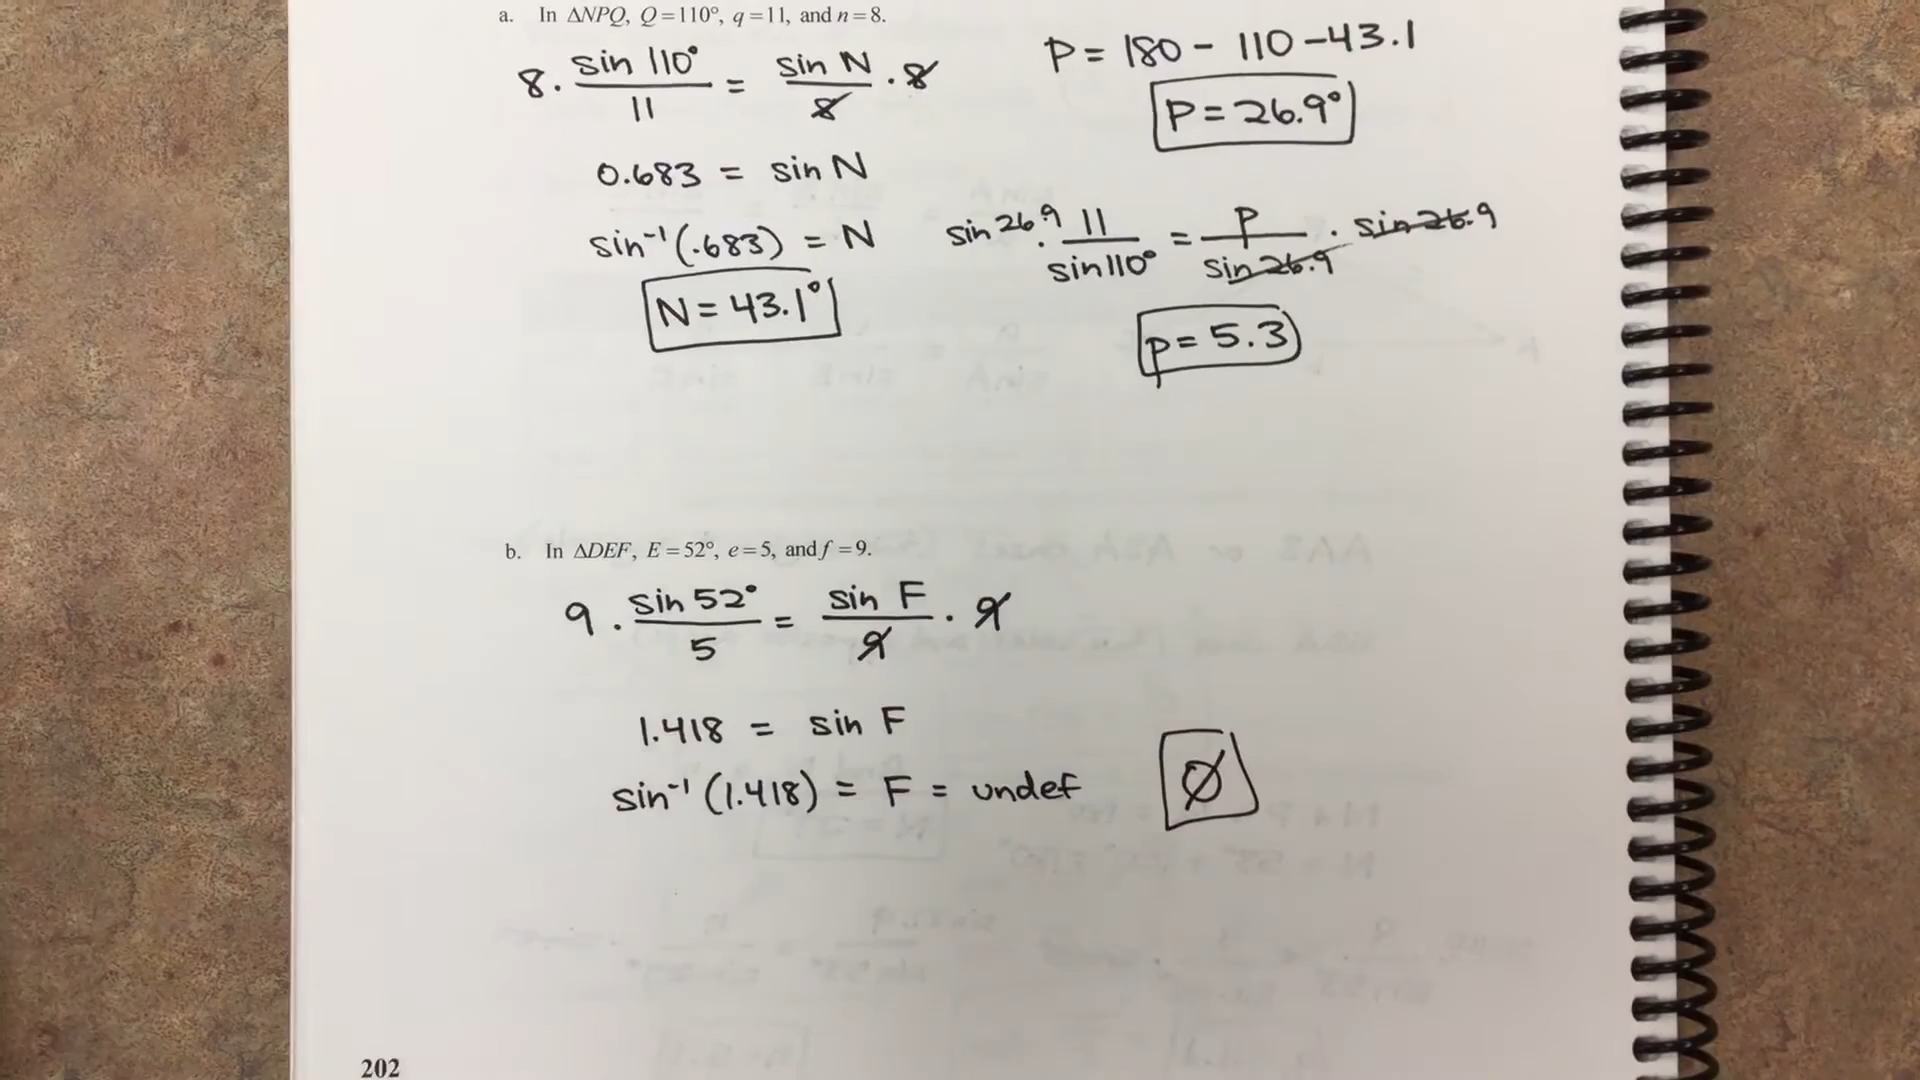 a. In ΔNPQ, Q=110°, q=11, and n=8.
8 · sin 110° / 11 = sin N / 8 · 8
0.683 = sin N
sin⁻¹(.683) = N
N = 43.1°
P = 180 - 110 - 43.1
P = 26.9°
sin 26.9 · 11 / sin110° = P / sin 26.9 · sin 26.9
p = 5.3
b. In ΔDEF, E=52°, e=5, and f=9.
9 · sin 52° / 5 = sin F / 9 · 9
1.418 = sin F
sin⁻¹(1.418) = F = undef
Ø
202